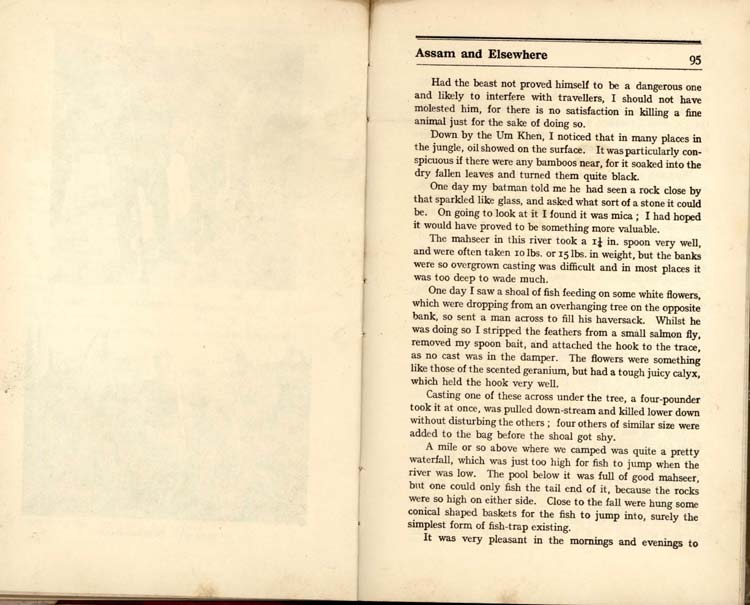 Assam and Elsewhere 95
Had the beast not proved himself to be a dangerous one
and likely to interfere with travellers, I should not have
molested him, for there is no satisfaction in killing a fine
animal just for the sake of doing so.
Down by the Um Khen, I noticed that in many places in
the jungle, oil showed on the surface. It was particularly con-
spicuous if there were any bamboos near, for it soaked into the
dry fallen leaves and turned them quite black.
One day my batman told me he had seen a rock close by
that sparkled like glass, and asked what sort of a stone it could
be. On going to look at it I found it was mica ; I had hoped
it would have proved to be something more valuable.
The mahseer in this river took a 1¼ in. spoon very well,
and were often taken 10 lbs. or 15 lbs. in weight, but the banks
were so overgrown casting was difficult and in most places it
was too deep to wade much.
One day I saw a shoal of fish feeding on some white flowers,
which were dropping from an overhanging tree on the opposite
bank, so sent a man across to fill his haversack. Whilst he
was doing so I stripped the feathers from a small salmon fly,
removed my spoon bait, and attached the hook to the trace,
as no cast was in the damper. The flowers were something
like those of the scented geranium, but had a tough juicy calyx,
which held the hook very well.
Casting one of these across under the tree, a four-pounder
took it at once, was pulled down-stream and killed lower down
without disturbing the others ; four others of similar size were
added to the bag before the shoal got shy.
A mile or so above where we camped was quite a pretty
waterfall, which was just too high for fish to jump when the
river was low. The pool below it was full of good mahseer,
but one could only fish the tail end of it, because the rocks
were so high on either side. Close to the fall were hung some
conical shaped baskets for the fish to jump into, surely the
simplest form of fish-trap existing.
It was very pleasant in the mornings and evenings to